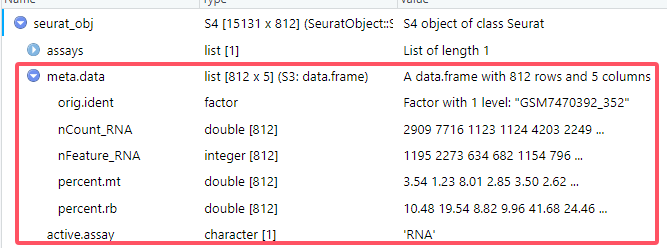 Name Type Value
seurat_obj S4 [15131 x 812] (SeuratObject::S S4 object of class Seurat
assays list [1] List of length 1
meta.data list [812 x 5] (S3: data.frame) A data.frame with 812 rows and 5 columns
orig.ident factor Factor with 1 level: "GSM7470392_352"
nCount_RNA double [812] 2909 7716 1123 1124 4203 2249 ...
nFeature_RNA integer [812] 1195 2273 634 682 1154 796 ...
percent.mt double [812] 3.54 1.23 8.01 2.85 3.50 2.62 ...
percent.rb double [812] 10.48 19.54 8.82 9.96 41.68 24.46 ...
active.assay character [1] 'RNA'